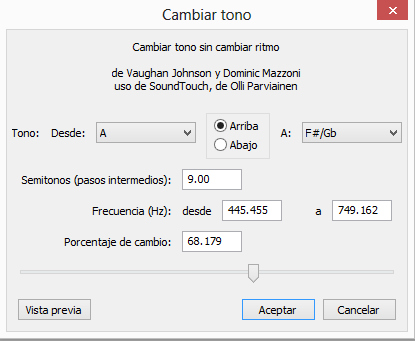 Cambiar tono
Cambiar tono sin cambiar ritmo
de Vaughan Johnson y Dominic Mazzoni
uso de SoundTouch, de Olli Parviainen
Tono: Desde: A Arriba Abajo A: F#/Gb
Semitonos (pasos intermedios): 9.00
Frecuencia (Hz): desde 445.455 a 749.162
Porcentaje de cambio: 68.179
Vista previa Aceptar Cancelar